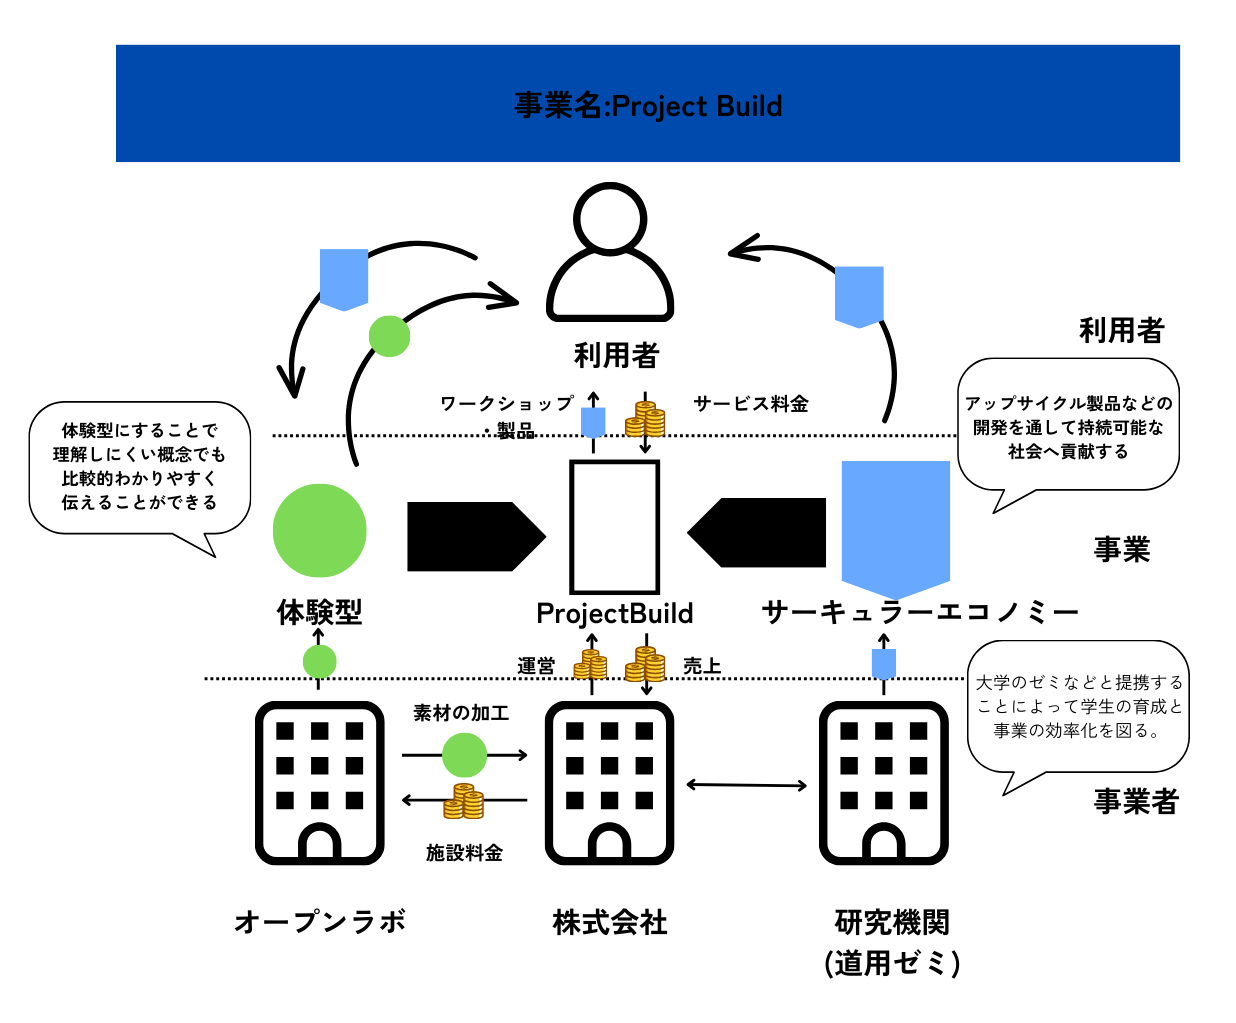 事業名:Project Build
利用者
利用者
ワークショップ
・製品
サービス料金
アップサイクル製品などの
開発を通して持続可能な
社会へ貢献する
体験型にすることで
理解しにくい概念でも
比較的わかりやすく
伝えることができる
事業
体験型
ProjectBuild
サーキュラーエコノミー
運営
売上
大学のゼミなどと提携する
ことによって学生の育成と
事業の効率化を図る。
素材の加工
施設料金
事業者
オープンラボ
株式会社
研究機関
(道用ゼミ)